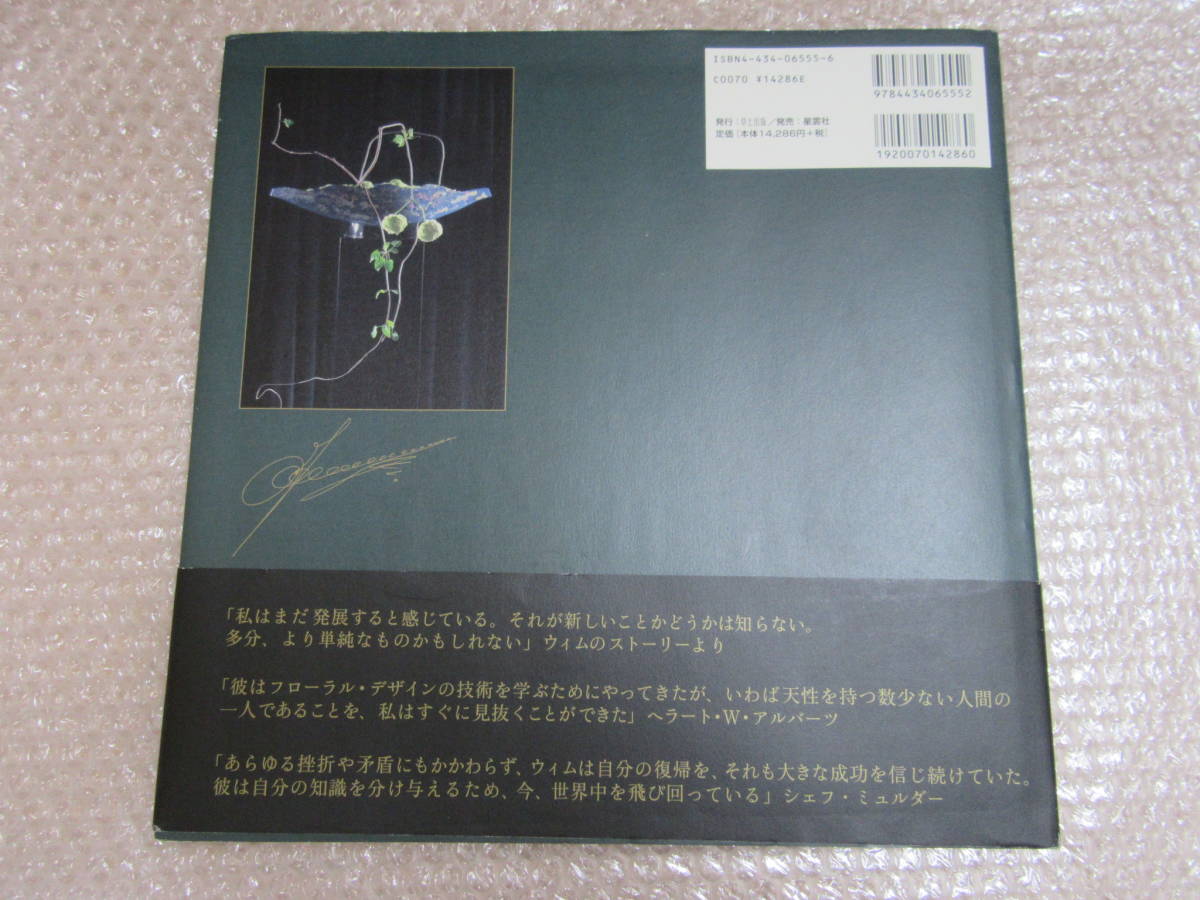 ISBN4-434-06555-6
C0070 ¥14286E
9784434065552
発行：草土出版／発売：星雲社
定価［本体14,286円+税］
1920070142860
「私はまだ発展すると感じている。それが新しいことかどうかは知らない。
多分、より単純なものかもしれない」ウィムのストーリーより
「彼はフローラル・デザインの技術を学ぶためにやってきたが、いわば天性を持つ数少ない人間の
一人であることを、私はすぐに見抜くことができた」ヘラート・W・アルバーツ
「あらゆる挫折や矛盾にもかかわらず、ウィムは自分の復帰を、それも大きな成功を信じ続けていた。
彼は自分の知識を分け与えるため、今、世界中を飛び回っている」シェフ・ミュルダー